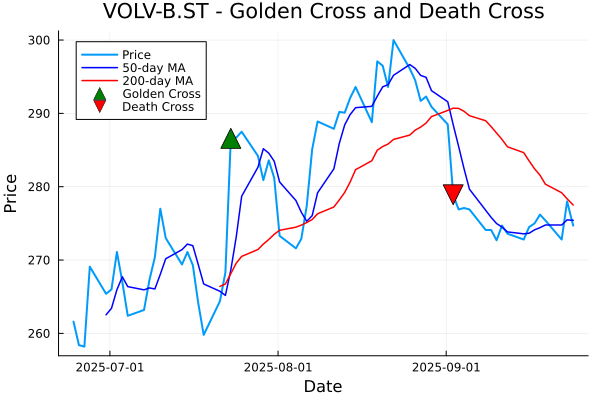 VOLV-B.ST - Golden Cross and Death Cross
300
290
280
270
260
Price
Price
50-day MA
200-day MA
Golden Cross
Death Cross
2025-07-01
2025-08-01
2025-09-01
Date